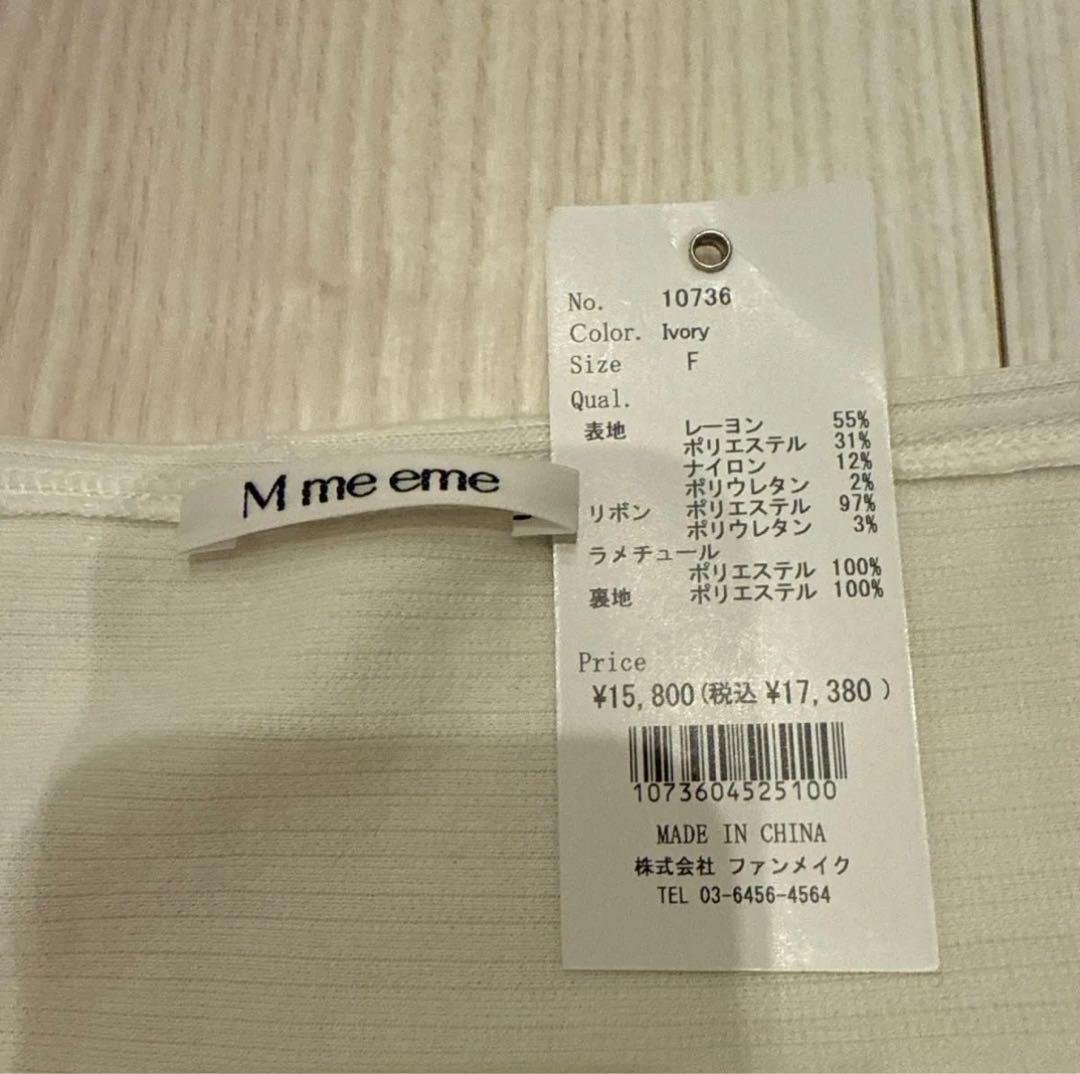 M me eme
No. 10736
Color. Ivory
Size F
Qual.
表地 レーヨン 55%
ポリエステル 31%
ナイロン 12%
ポリウレタン 2%
リボン ポリエステル 97%
ポリウレタン 3%
ラメチュール
ポリエステル 100%
裏地 ポリエステル 100%
Price
¥15,800(税込 ¥17,380 )
1073604525100
MADE IN CHINA
株式会社 ファンメイク
TEL 03-6456-4564